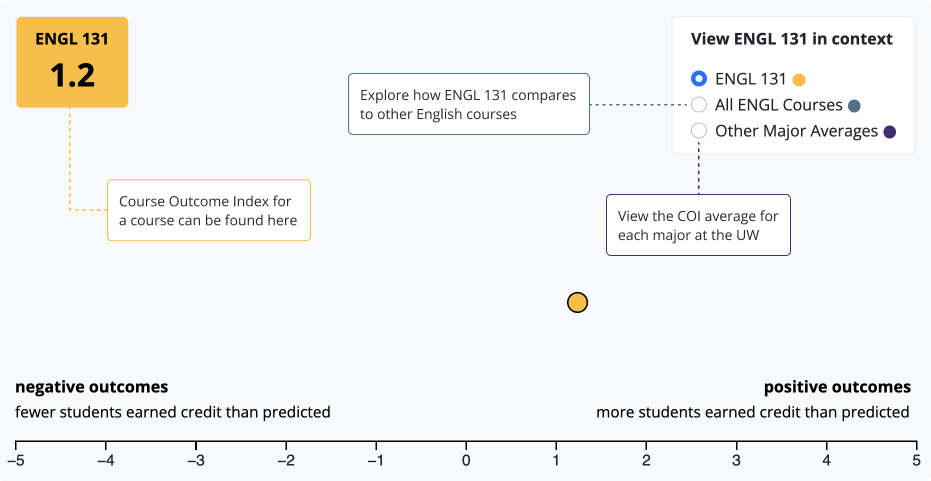 ENGL 131
1.2
View ENGL 131 in context
ENGL 131
All ENGL Courses
Other Major Averages
Explore how ENGL 131 compares
to other English courses
Course Outcome Index for
a course can be found here
View the COI average for
each major at the UW
negative outcomes
fewer students earned credit than predicted
positive outcomes
more students earned credit than predicted
–5 –4 –3 –2 –1 0 1 2 3 4 5